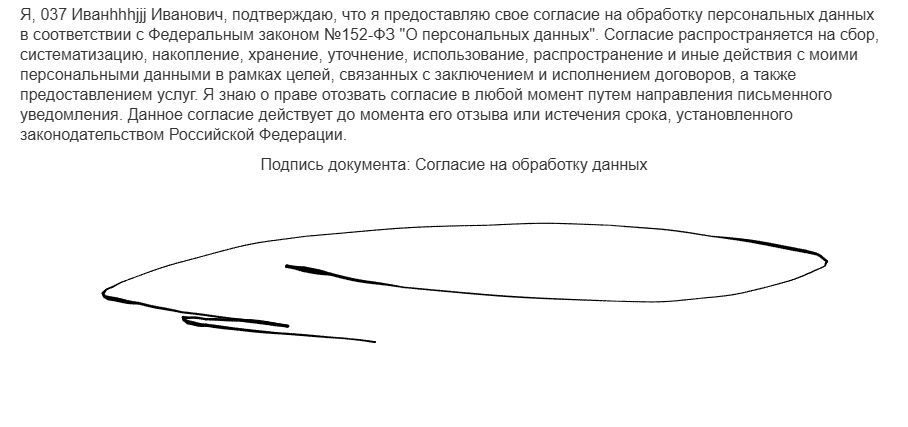 Я, 037 Иванhhhjjj Иванович, подтверждаю, что я предоставляю свое согласие на обработку персональных данных
в соответствии с Федеральным законом №152-ФЗ "О персональных данных". Согласие распространяется на сбор,
систематизацию, накопление, хранение, уточнение, использование, распространение и иные действия с моими
персональными данными в рамках целей, связанных с заключением и исполнением договоров, а также
предоставлением услуг. Я знаю о праве отозвать согласие в любой момент путем направления письменного
уведомления. Данное согласие действует до момента его отзыва или истечения срока, установленного
законодательством Российской Федерации.
Подпись документа: Согласие на обработку данных